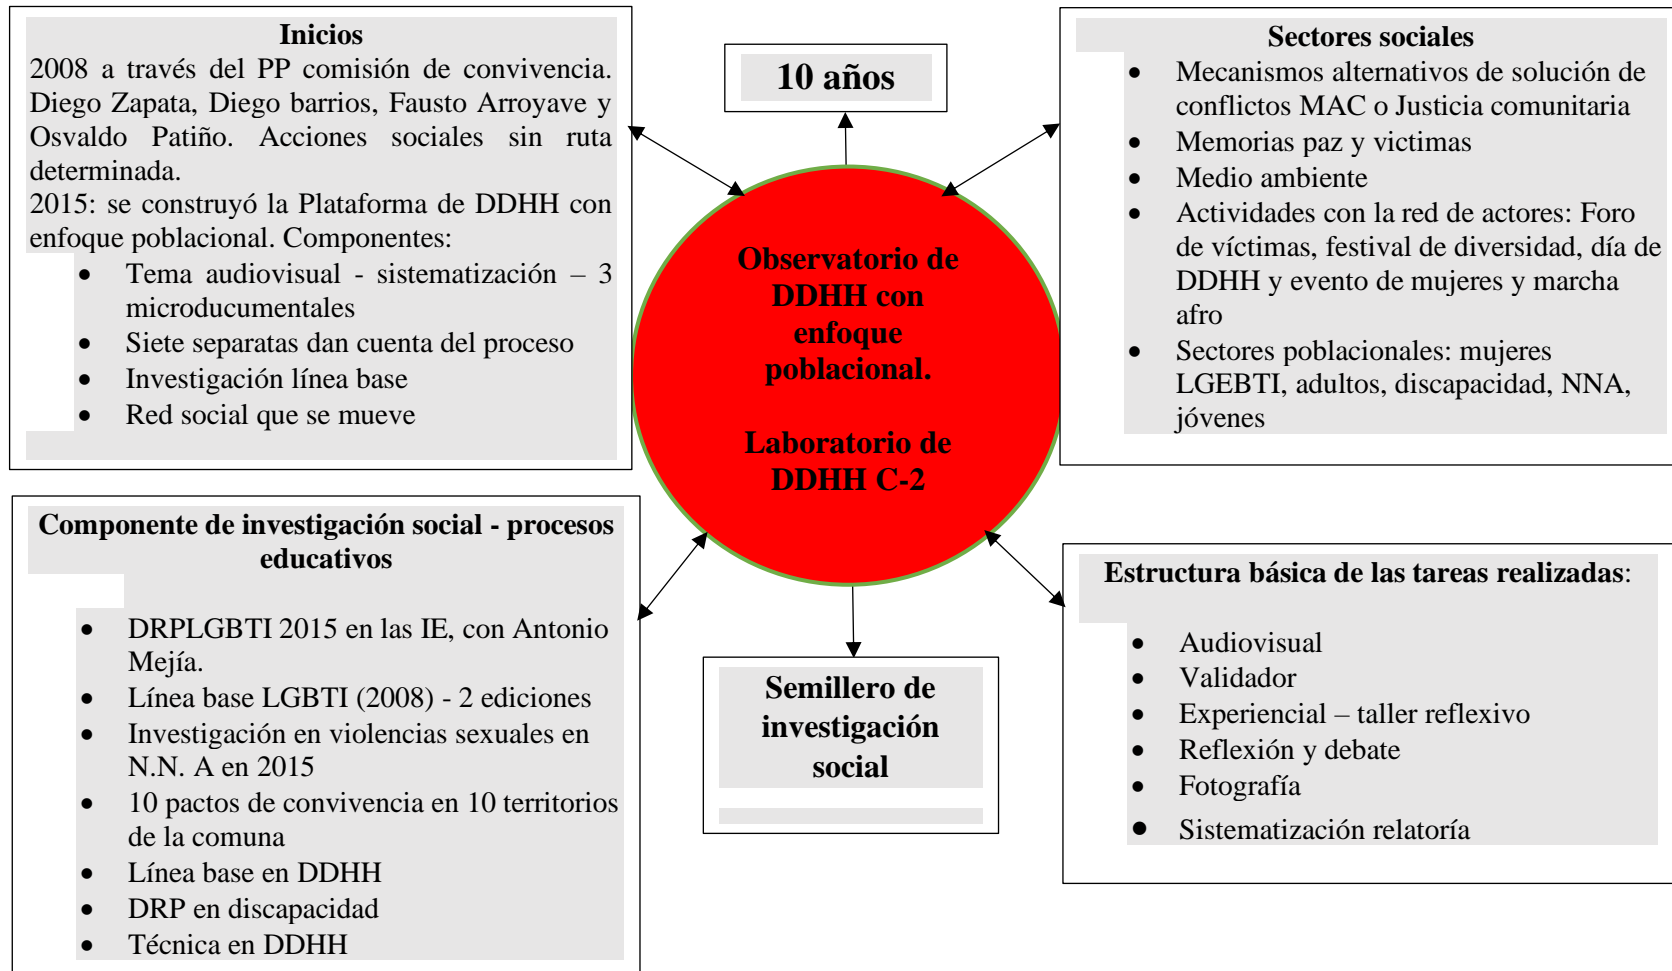 Inicios
2008 a través del PP comisión de convivencia.
Diego Zapata, Diego barrios, Fausto Arroyave y
Osvaldo Patiño. Acciones sociales sin ruta
determinada.
2015: se construyó la Plataforma de DDHH con
enfoque poblacional. Componentes:
• Tema audiovisual - sistematización – 3
microducumentales
• Siete separatas dan cuenta del proceso
• Investigación línea base
• Red social que se mueve
10 años
Sectores sociales
• Mecanismos alternativos de solución de
conflictos MAC o Justicia comunitaria
• Memorias paz y victimas
• Medio ambiente
• Actividades con la red de actores: Foro
de víctimas, festival de diversidad, día de
DDHH y evento de mujeres y marcha
afro
• Sectores poblacionales: mujeres
LGEBTI, adultos, discapacidad, NNA,
jóvenes
Observatorio de
DDHH con
enfoque
poblacional.
Laboratorio de
DDHH C-2
Componente de investigación social - procesos
educativos
• DRPLGBTI 2015 en las IE, con Antonio
Mejía.
• Línea base LGBTI (2008) - 2 ediciones
• Investigación en violencias sexuales en
N.N. A en 2015
• 10 pactos de convivencia en 10 territorios
de la comuna
• Línea base en DDHH
• DRP en discapacidad
• Técnica en DDHH
Semillero de
investigación
social
Estructura básica de las tareas realizadas:
• Audiovisual
• Validador
• Experiencial – taller reflexivo
• Reflexión y debate
• Fotografía
• Sistematización relatoría